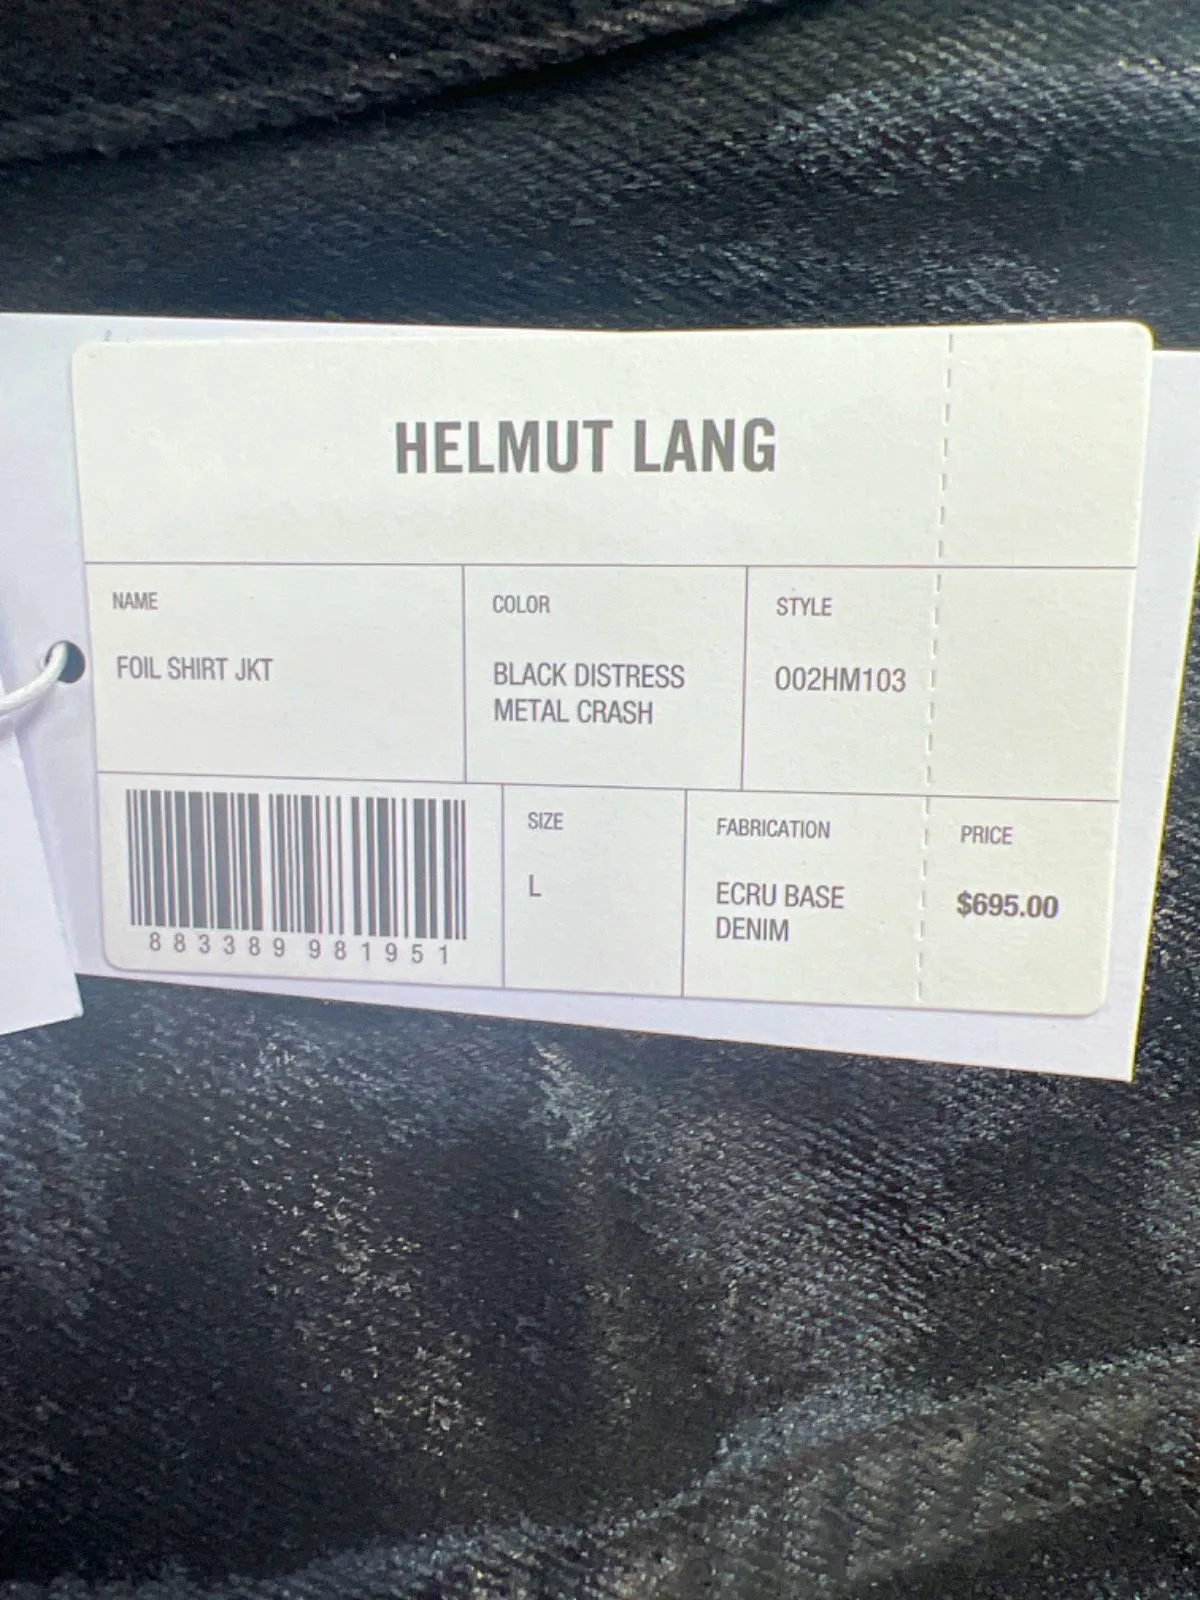 HELMUT LANG
NAME
FOIL SHIRT JKT
COLOR
BLACK DISTRESS
METAL CRASH
STYLE
O02HM103
883389 981951
SIZE
L
FABRICATION
ECRU BASE
DENIM
PRICE
$695.00